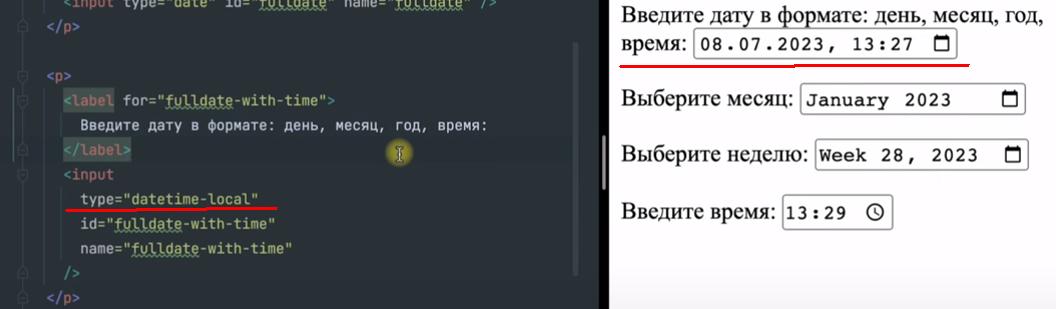 <input type="date" id="fulldate" name="fulldate" />
</p>
<p>
<label for="fulldate-with-time">
Введите дату в формате: день, месяц, год, время:
</label>
<input
type="datetime-local"
id="fulldate-with-time"
name="fulldate-with-time"
/>
</p>
Введите дату в формате: день, месяц, год,
время: 08.07.2023, 13:27
Выберите месяц: January 2023
Выберите неделю: Week 28, 2023
Введите время: 13:29